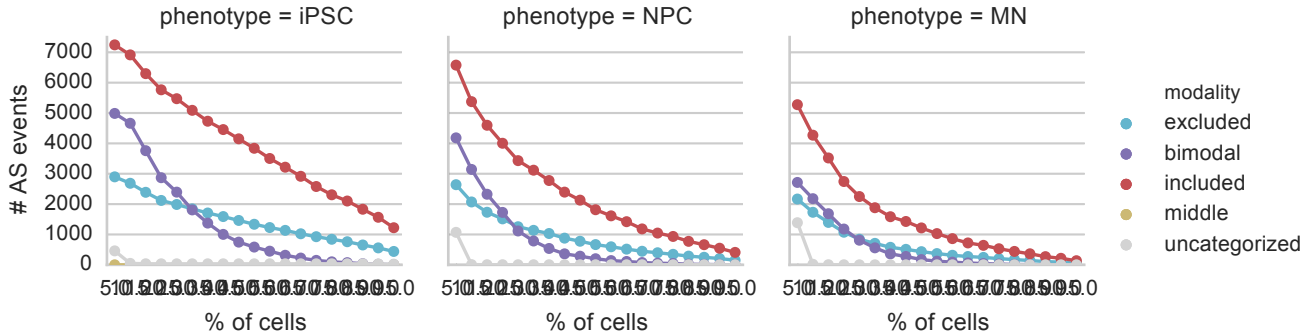 phenotype = iPSC
phenotype = NPC
phenotype = MN
# AS events
7000
6000
5000
4000
3000
2000
1000
0
% of cells
% of cells
% of cells
modality
excluded
bimodal
included
middle
uncategorized